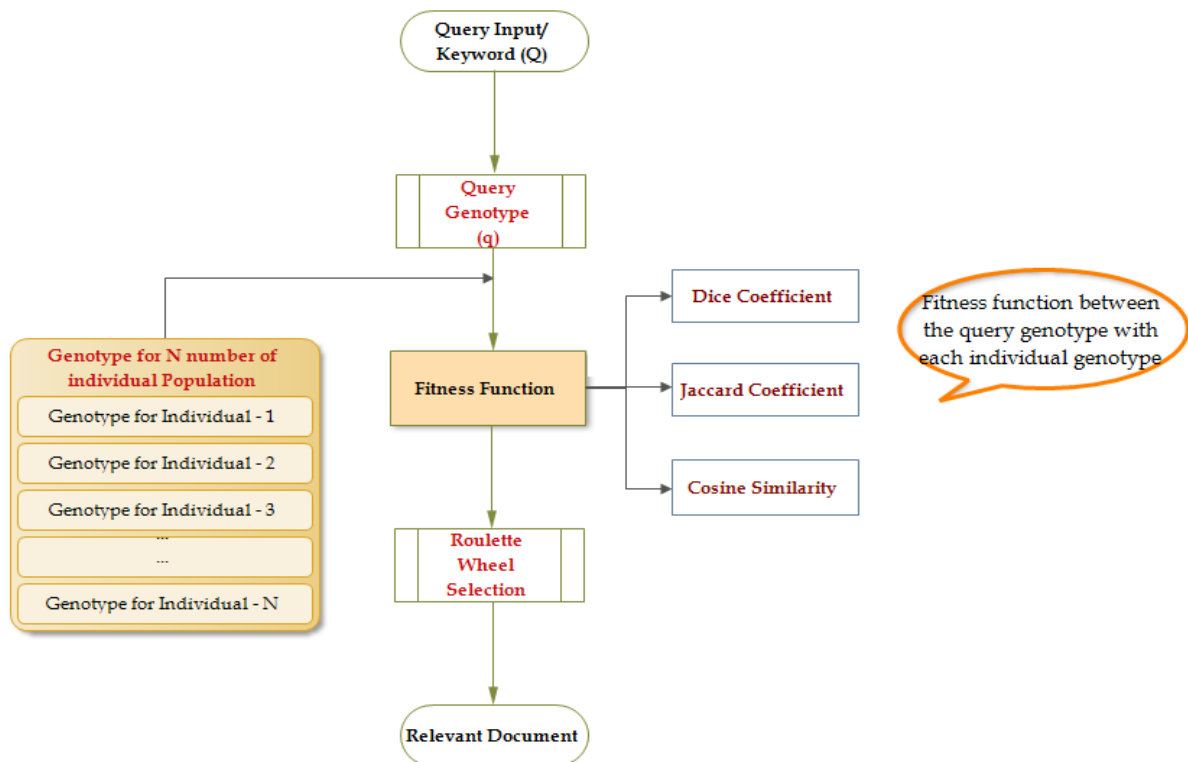 Query Input/
Keyword (Q)
Query
Genotype
(q)
Genotype for N number of
individual Population
Genotype for Individual - 1
Genotype for Individual - 2
Genotype for Individual - 3
...
...
Genotype for Individual - N
Fitness Function
Dice Coefficient
Jaccard Coefficient
Cosine Similarity
Fitness function between
the query genotype with
each individual genotype
Roulette
Wheel
Selection
Relevant Document